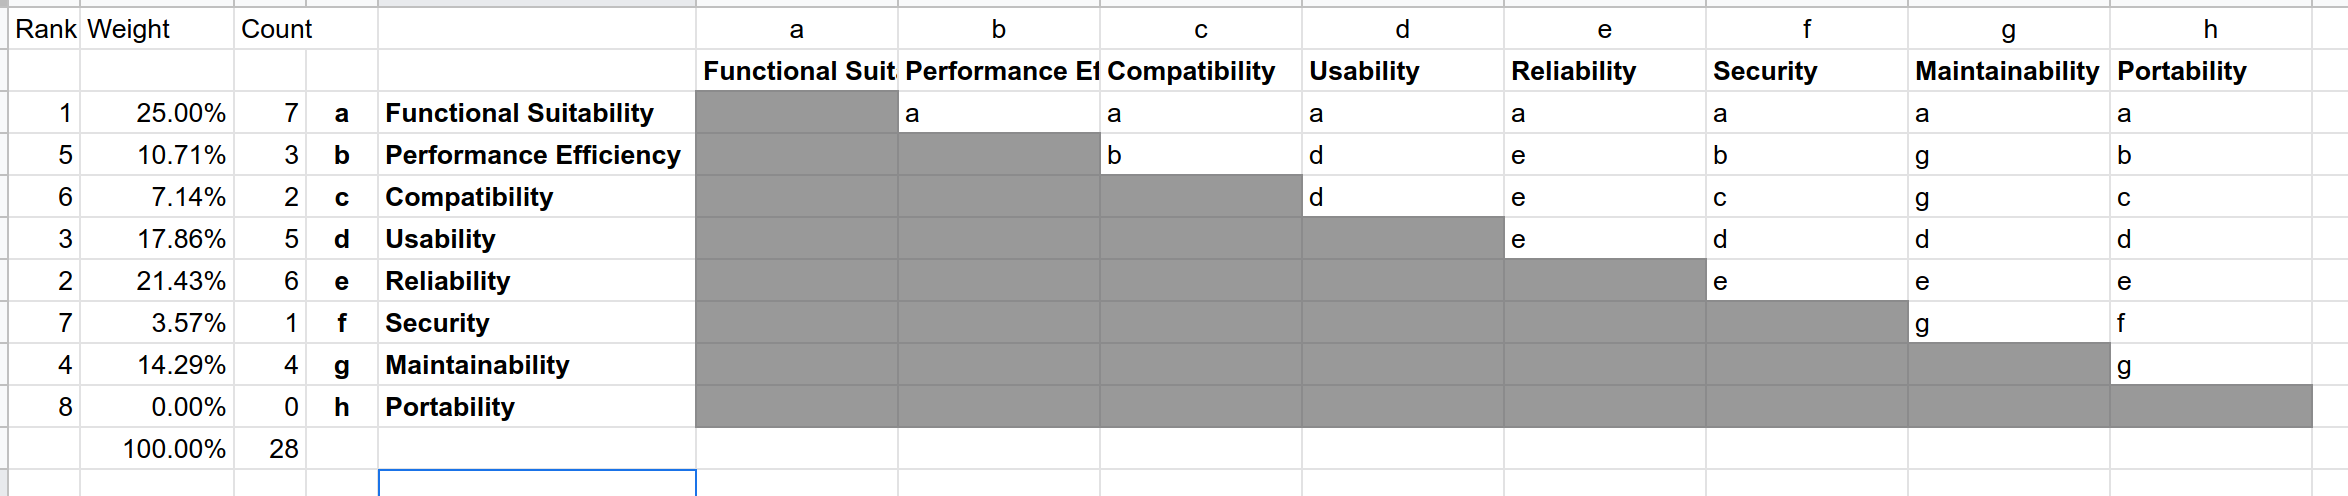 Rank Weight Count a b c d e f g h
Functional Suit Performance Ef Compatibility Usability Reliability Security Maintainability Portability
1 25.00% 7 a Functional Suitability a a a a a a a
5 10.71% 3 b Performance Efficiency b d e b g b
6 7.14% 2 c Compatibility d e c g c
3 17.86% 5 d Usability e d d d
2 21.43% 6 e Reliability e e e
7 3.57% 1 f Security g f
4 14.29% 4 g Maintainability g
8 0.00% 0 h Portability
100.00% 28